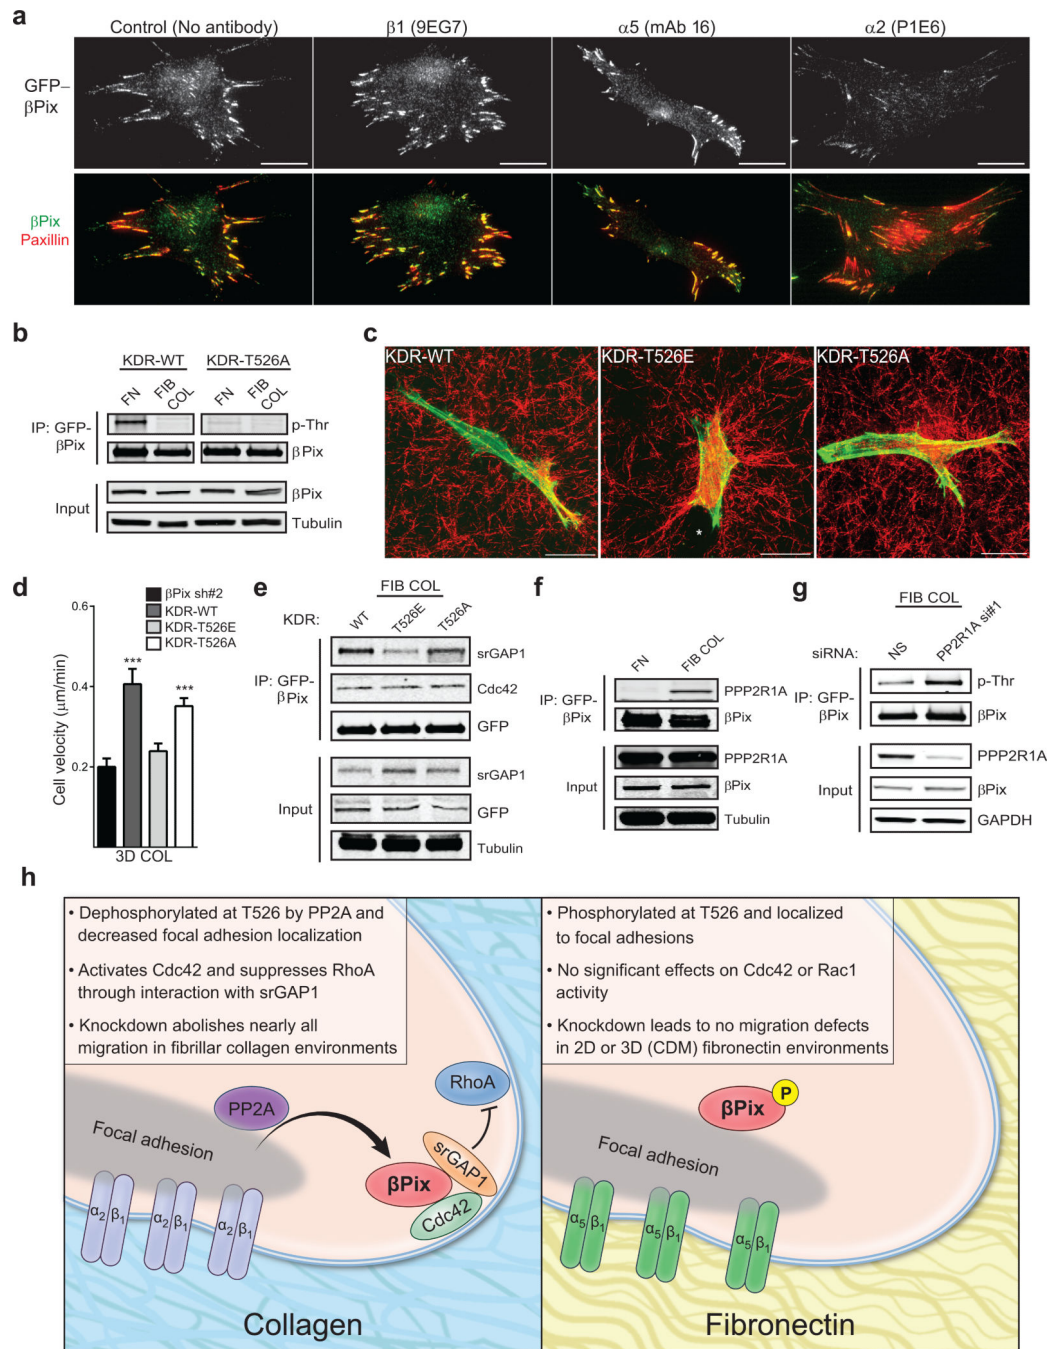 a
Control (No antibody)
β1 (9EG7)
α5 (mAb 16)
α2 (P1E6)
GFP–
βPix
βPix
Paxillin
b
KDR-WT
KDR-T526A
FN
FIB
COL
FN
FIB
COL
IP: GFP-
βPix
p-Thr
βPix
Input
βPix
Tubulin
c
KDR-WT
KDR-T526E
KDR-T526A
*
d
βPix sh#2
KDR-WT
KDR-T526E
KDR-T526A
Cell velocity (µm/min)
0.6
0.4
0.2
***
***
3D COL
e
FIB COL
KDR:
WT
T526E
T526A
IP: GFP-
βPix
srGAP1
Cdc42
GFP
Input
srGAP1
GFP
Tubulin
f
FN
FIB COL
IP: GFP-
βPix
PPP2R1A
βPix
Input
PPP2R1A
βPix
Tubulin
g
FIB COL
siRNA:
NS
PP2R1A si#1
IP: GFP-
βPix
p-Thr
βPix
Input
PPP2R1A
βPix
GAPDH
h
• Dephosphorylated at T526 by PP2A and
decreased focal adhesion localization
• Activates Cdc42 and suppresses RhoA
through interaction with srGAP1
• Knockdown abolishes nearly all
migration in fibrillar collagen environments
PP2A
RhoA
Focal adhesion
βPix
srGAP1
Cdc42
α2 β1
α2 β1
α2 β1
Collagen
• Phosphorylated at T526 and localized
to focal adhesions
• No significant effects on Cdc42 or Rac1
activity
• Knockdown leads to no migration defects
in 2D or 3D (CDM) fibronectin environments
βPix
P
Focal adhesion
α5 β1
α5 β1
α5 β1
Fibronectin